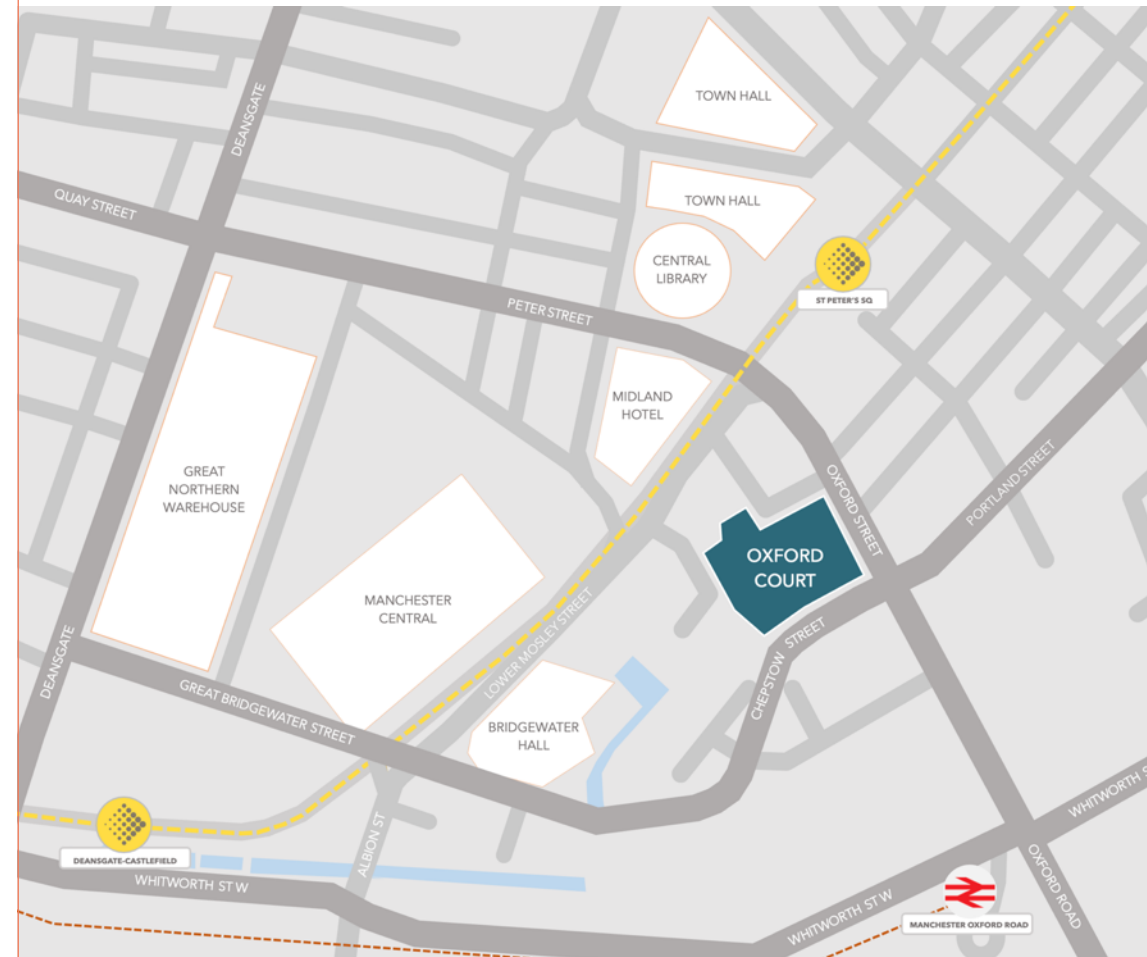 TOWN HALL
DEANSGATE
QUAY STREET
TOWN HALL
CENTRAL
LIBRARY
ST PETER'S SQ
PETER STREET
MIDLAND
HOTEL
GREAT
NORTHERN
WAREHOUSE
OXFORD STREET
PORTLAND STREET
OXFORD
COURT
MANCHESTER
CENTRAL
LOWER MOSLEY STREET
CHEPSTOW STREET
DEANSGATE
GREAT BRIDGEWATER STREET
BRIDGEWATER
HALL
WHITWORTH S
DEANSGATE-CASTLEFIELD
ALBION ST
WHITWORTH ST W
OXFORD ROAD
WHITWORTH ST W
MANCHESTER OXFORD ROAD